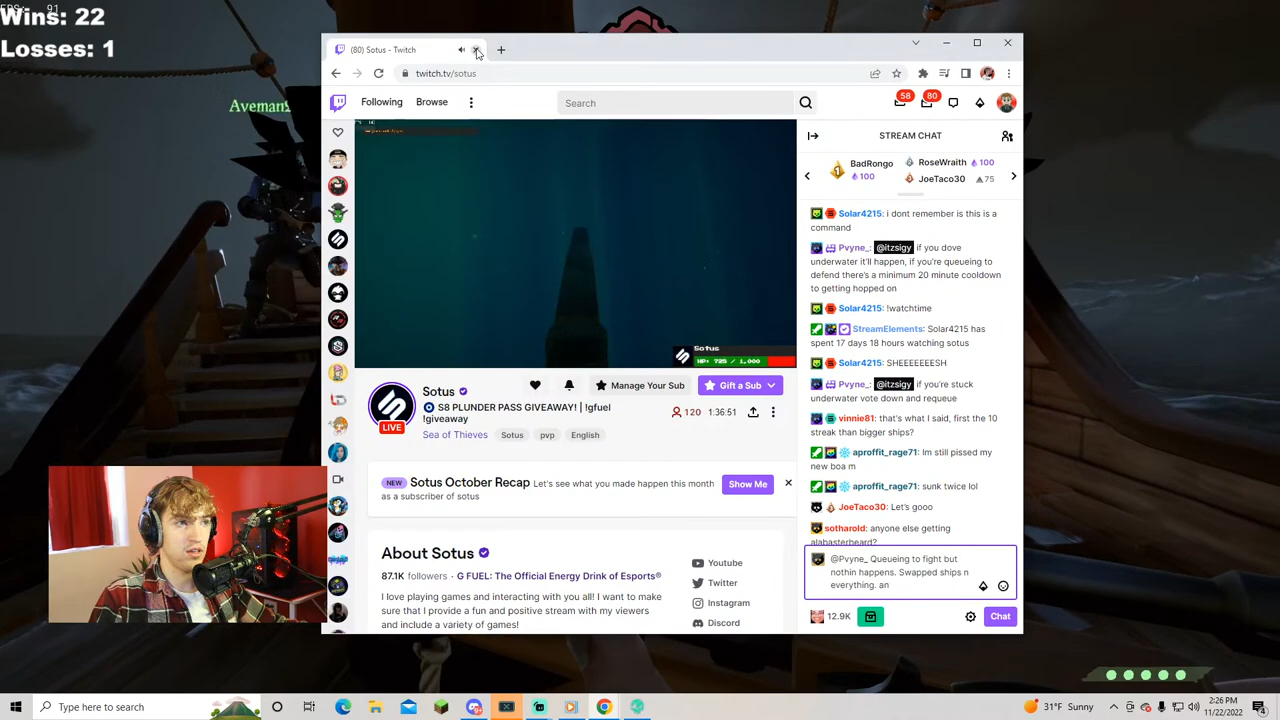 Wins: 22
Losses: 1
91
AvemanS
(80) Sotus - Twitch
twitch.tv/sotus
Following
Browse
Search
58
80
STREAM CHAT
BadRongo
100
RoseWraith 100
JoeTaco30 75
Solar4215: i dont remember is this is a
command
Pvyne_: @itzsigy if you dove
underwater it'll happen, if you're queueing to
defend there's a minimum 20 minute cooldown
to getting hopped on
Solar4215: !watchtime
StreamElements: Solar4215 has
spent 17 days 18 hours watching sotus
Solar4215: SHEEEEEESH
Pvyne_: @itzsigy if you're stuck
underwater vote down and requeue
vinnie81: that's what I said, first the 10
streak than bigger ships?
aproffit_rage71: Im still pissed my
new boa m
aproffit_rage71: sunk twice lol
JoeTaco30: Let's gooo
sotharold: anyone else getting
alabasterbeard?
@Pvyne_ Queueing to fight but
nothin happens. Swapped ships n
everything. an
12.9K
Chat
Sotus
HP: 725 / 1,000
Sotus
LIVE
Manage Your Sub
Gift a Sub
S8 PLUNDER PASS GIVEAWAY! | !gfuel
!giveaway
120
1:36:51
Sea of Thieves
Sotus
pvp
English
NEW
Sotus October Recap
Let's see what you made happen this month
as a subscriber of sotus
Show Me
About Sotus
87.1K followers · G FUEL: The Official Energy Drink of Esports®
I love playing games and interacting with you all! I want to make
sure that I provide a fun and positive stream with my viewers
and include a variety of games!
Youtube
Twitter
Instagram
Discord
Type here to search
31°F Sunny
2:26 PM
11/22/2022
4